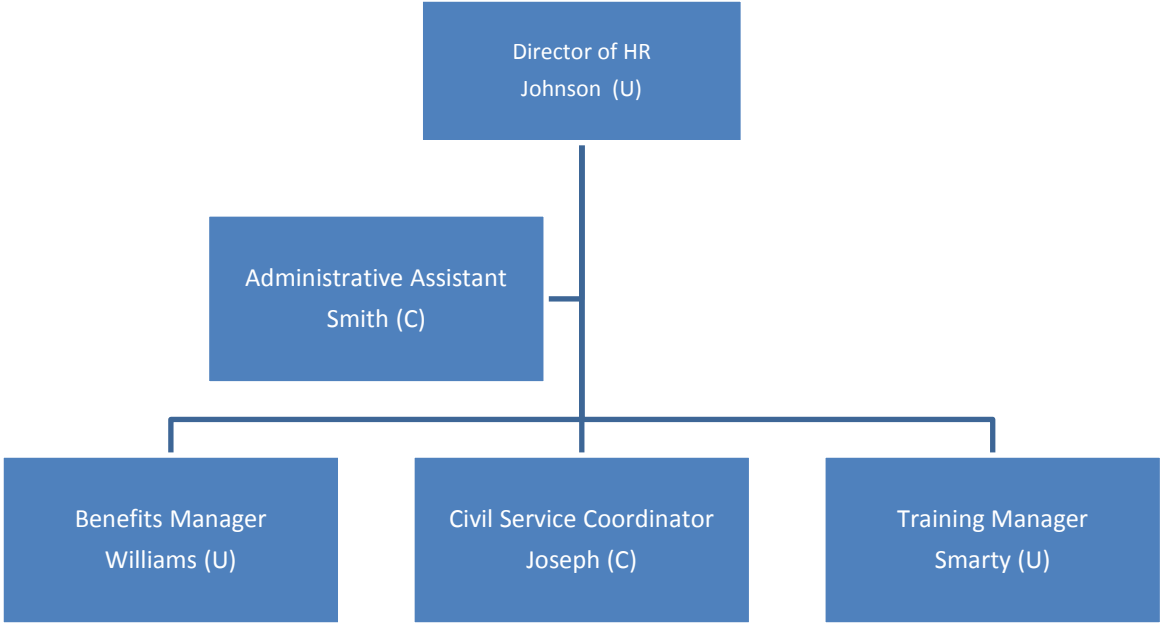 Director of HR
Johnson (U)
Administrative Assistant
Smith (C)
Benefits Manager
Williams (U)
Civil Service Coordinator
Joseph (C)
Training Manager
Smarty (U)